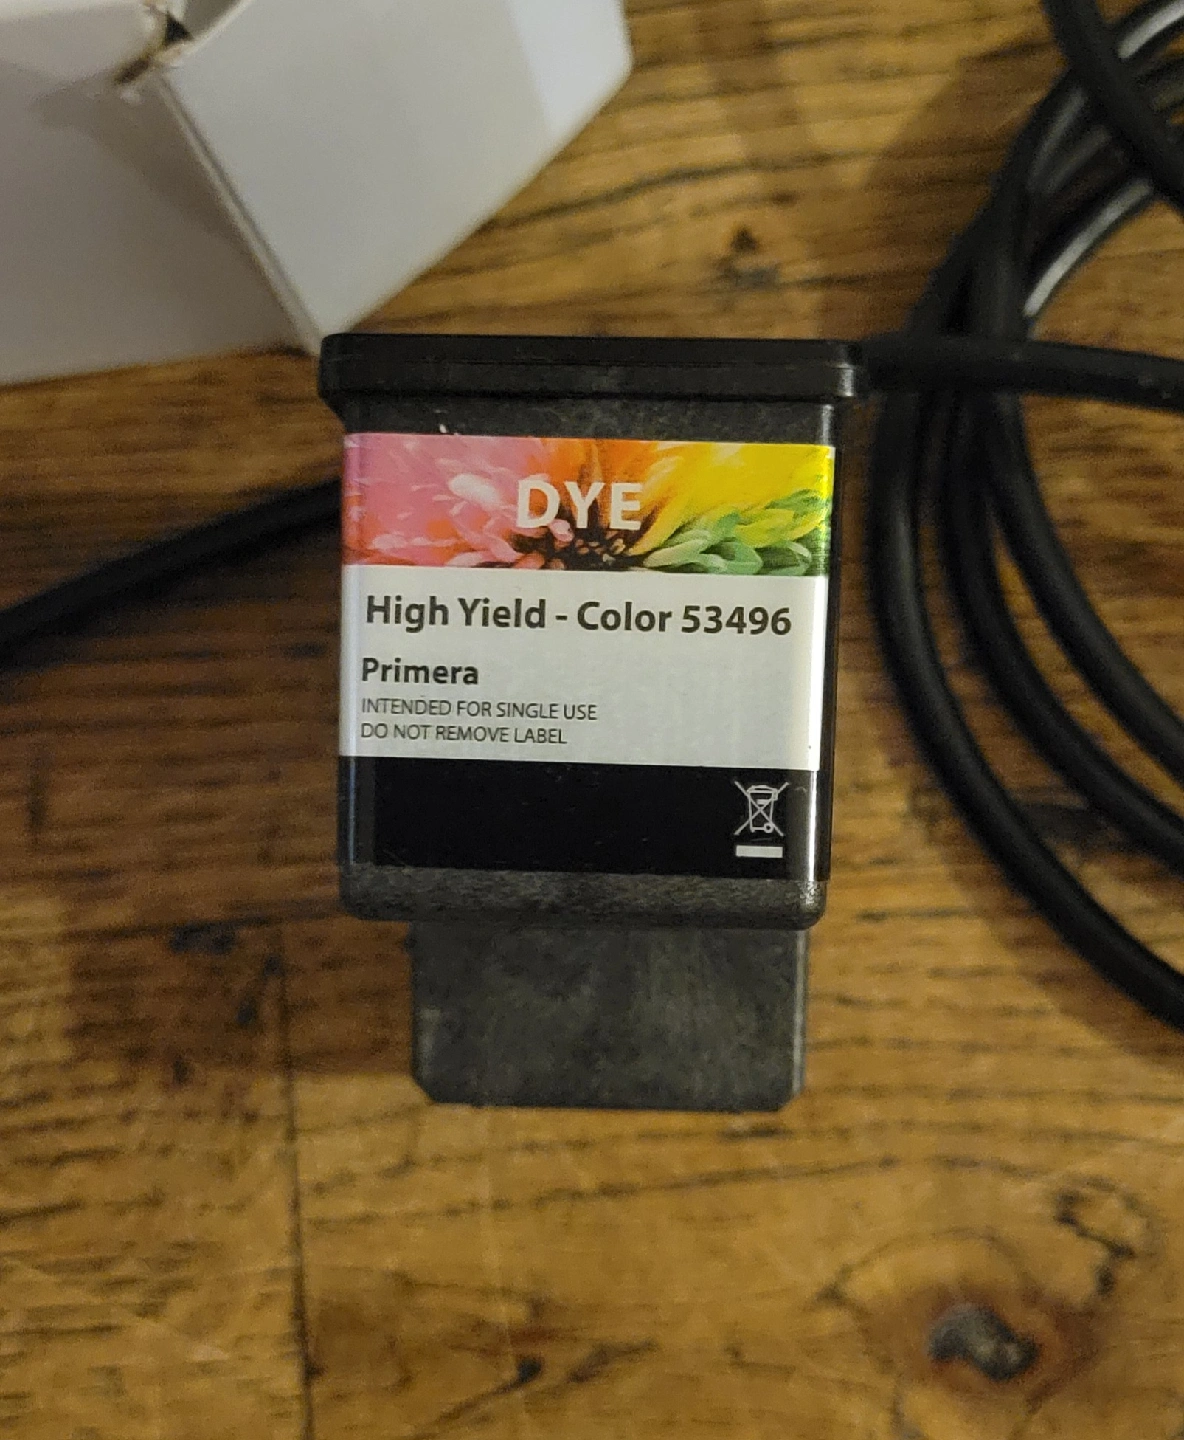 DYE
High Yield - Color 53496
Primera
INTENDED FOR SINGLE USE
DO NOT REMOVE LABEL